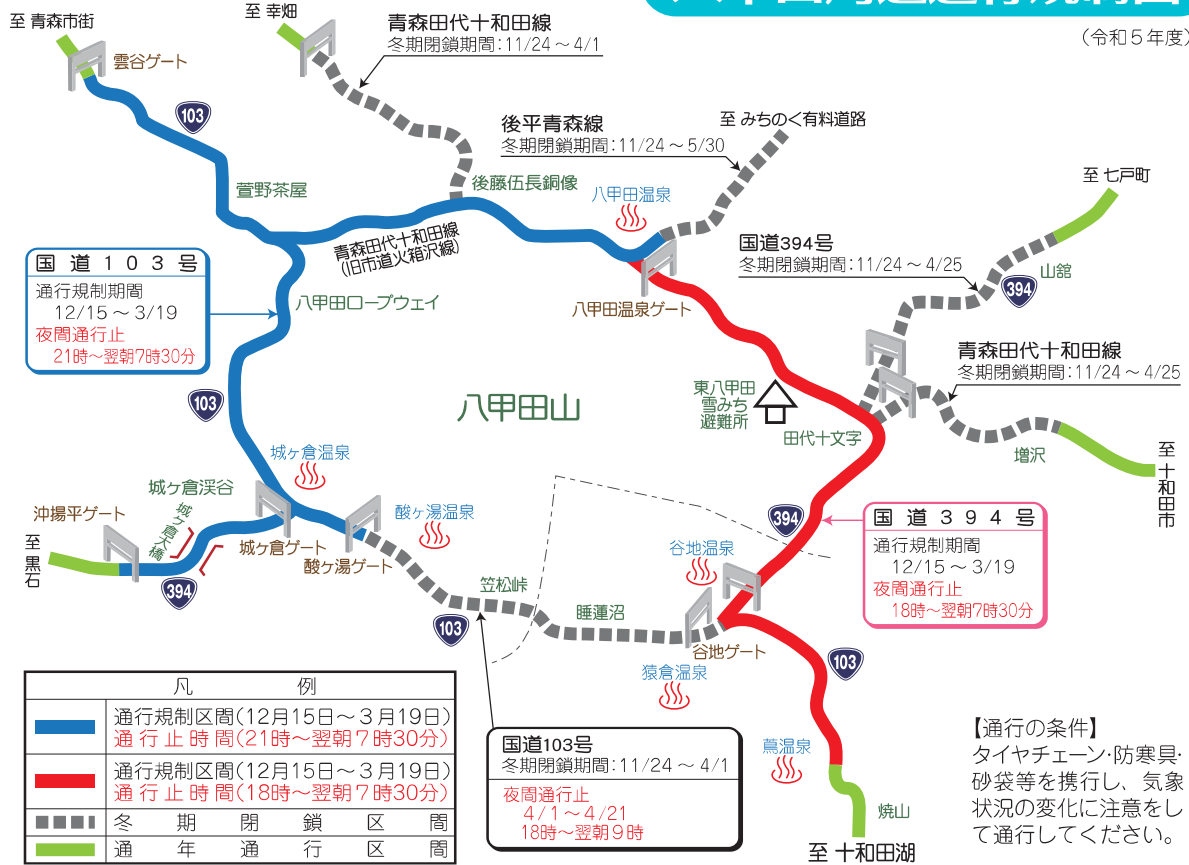 (令和5年度)
至 青森市街
至 幸畑
雲谷ゲート
青森田代十和田線
冬期閉鎖期間:11/24～4/1
103
後平青森線
冬期閉鎖期間:11/24～5/30
至 みちのく有料道路
至 七戸町
萱野茶屋
後藤伍長銅像
八甲田温泉
青森田代十和田線
(旧市道火箱沢線)
国道394号
冬期閉鎖期間:11/24～4/25
山舘
394
国道103号
通行規制期間
12/15～3/19
夜間通行止
21時～翌朝7時30分
八甲田ロープウェイ
八甲田温泉ゲート
青森田代十和田線
冬期閉鎖期間:11/24～4/25
103
八甲田山
東八甲田
雪みち
避難所
田代十文字
増沢
至 十和田市
城ヶ倉温泉
城ヶ倉渓谷
沖揚平ゲート
城ヶ倉大橋
城ヶ倉ゲート
酸ヶ湯温泉
酸ヶ湯ゲート
至 黒石
394
394
国道394号
通行規制期間
12/15～3/19
夜間通行止
18時～翌朝7時30分
谷地温泉
笠松峠
睡蓮沼
103
谷地ゲート
猿倉温泉
103
凡例
通行規制区間(12月15日～3月19日)
通行止時間(21時～翌朝7時30分)
通行規制区間(12月15日～3月19日)
通行止時間(18時～翌朝7時30分)
冬期閉鎖区間
通年通行区間
国道103号
冬期閉鎖期間:11/24～4/1
夜間通行止
4/1～4/21
18時～翌朝9時
蔦温泉
焼山
至 十和田湖
【通行の条件】
タイヤチェーン・防寒具・
砂袋等を携行し、気象
状況の変化に注意をし
て通行してください。